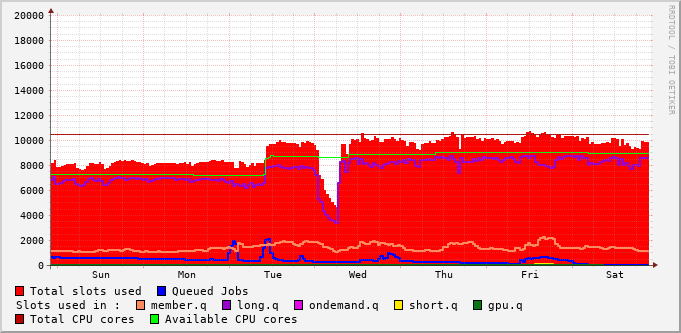 20000
18000
16000
14000
12000
10000
8000
6000
4000
2000
0
Sun Mon Tue Wed Thu Fri Sat
RRDTOOL / TOBI OETIKER
Total slots used Queued Jobs
Slots used in : member.q long.q ondemand.q short.q gpu.q
Total CPU cores Available CPU cores